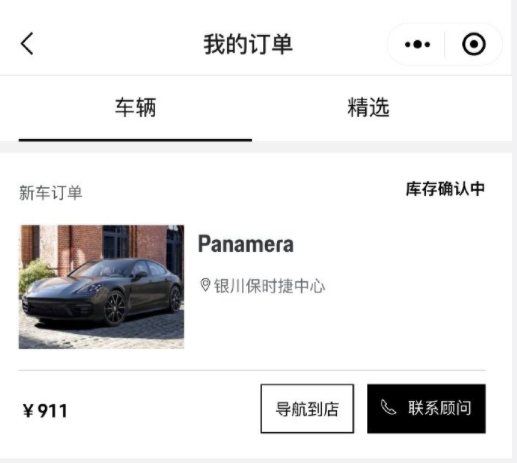 我的订单
车辆
精选
新车订单
库存确认中
Panamera
银川保时捷中心
￥911
导航到店
联系顾问